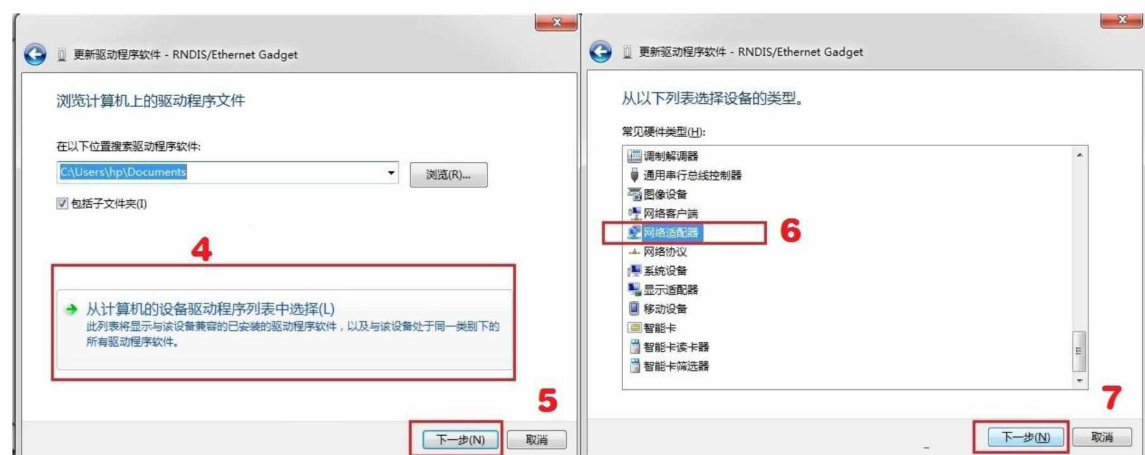 更新驱动程序软件 - RNDIS/Ethernet Gadget
浏览计算机上的驱动程序文件
在以下位置搜索驱动程序软件:
C:\Users\hp\Documents
浏览(R)...
包括子文件夹(I)
4
从计算机的设备驱动程序列表中选择(L)
此列表将显示与该设备兼容的已安装的驱动程序软件，以及与该设备处于同一类别下的
所有驱动程序软件。
5
下一步(N)
取消
更新驱动程序软件 - RNDIS/Ethernet Gadget
从以下列表选择设备的类型。
常见硬件类型(H):
调制解调器
通用串行总线控制器
图像设备
网络客户端
网络适配器
6
网络协议
系统设备
显示适配器
移动设备
智能卡
智能卡读卡器
智能卡筛选器
7
下一步(N)
取消